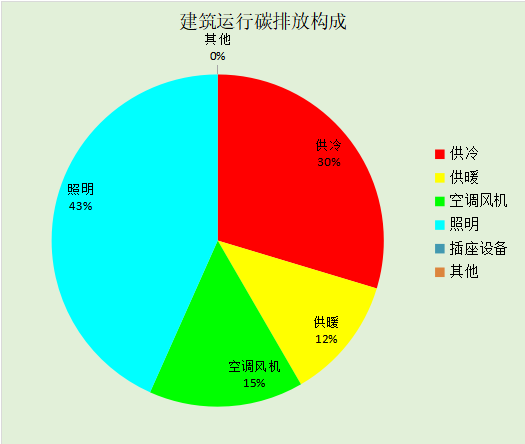 建筑运行碳排放构成
其他
0%
供冷
30%
照明
43%
供暖
12%
空调风机
15%
供冷
供暖
空调风机
照明
插座设备
其他